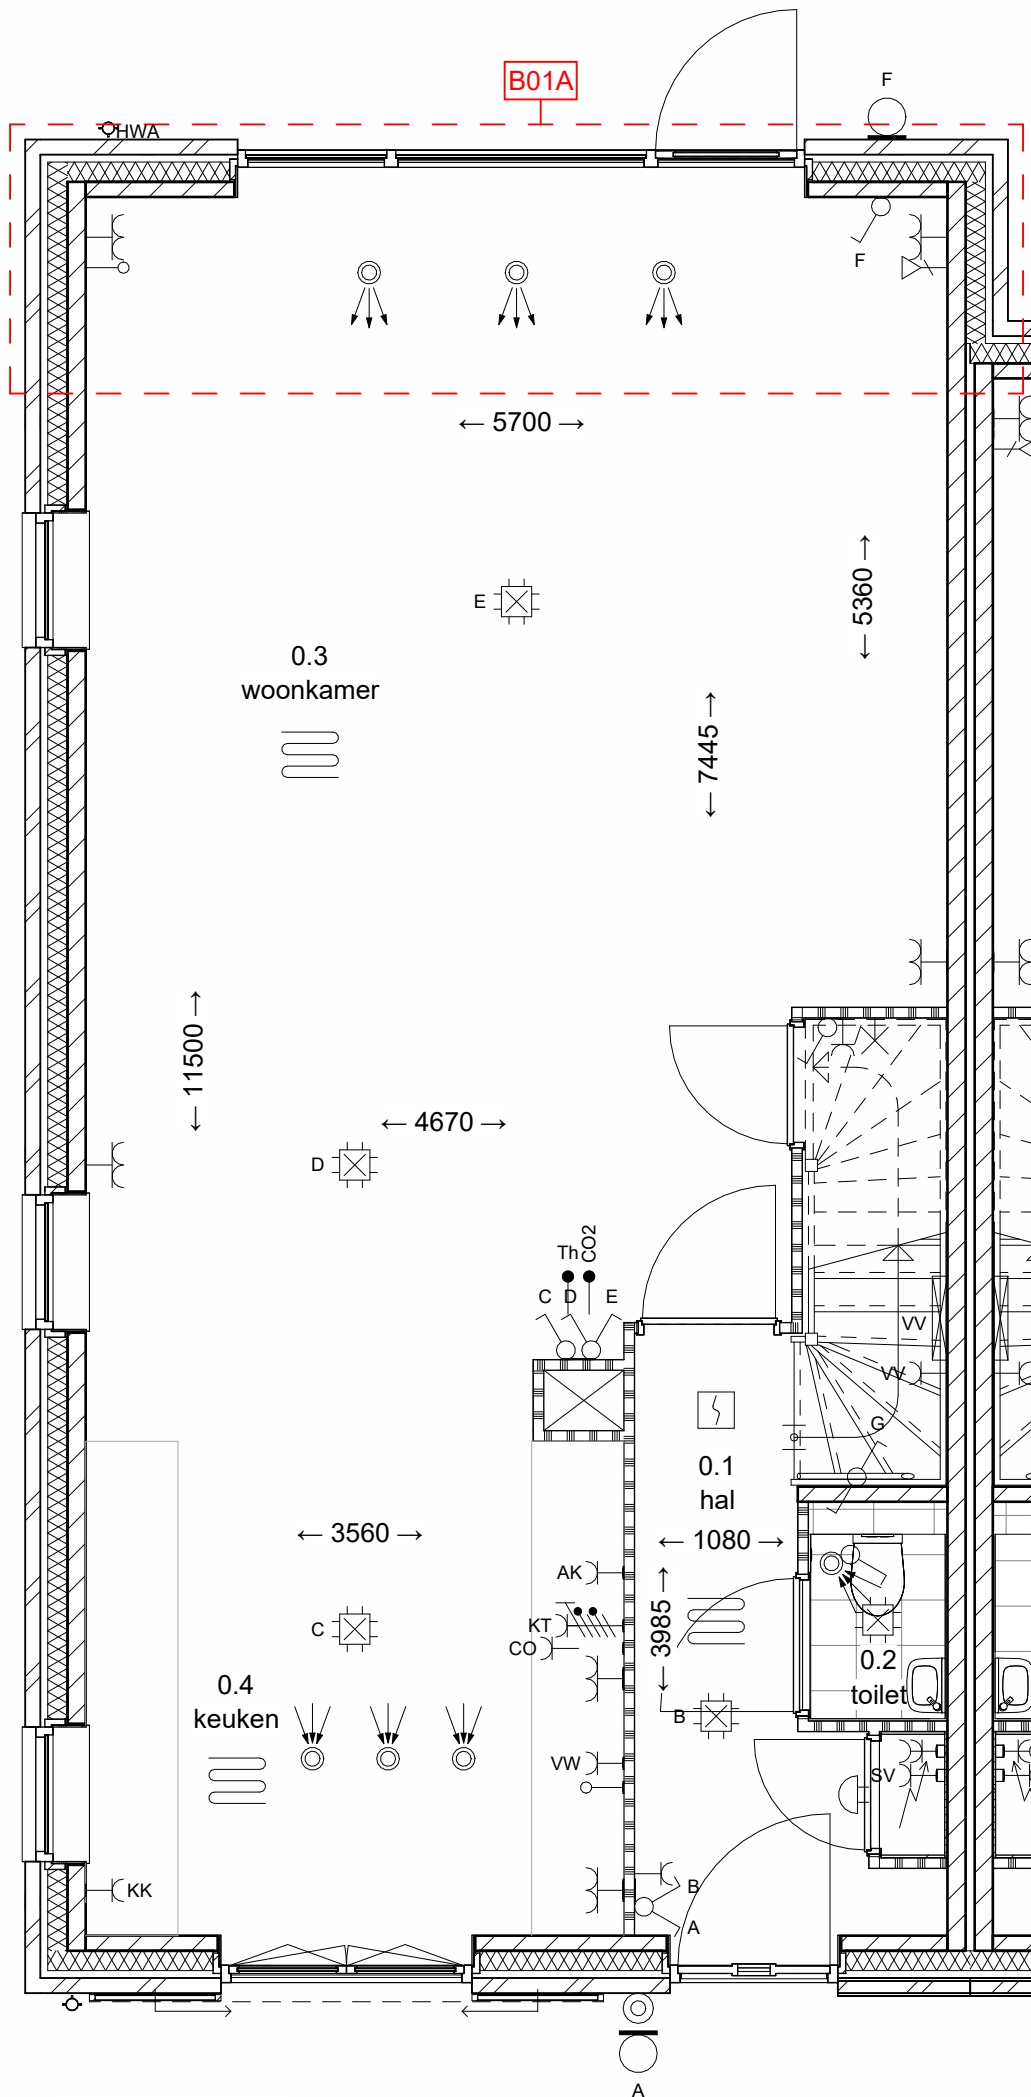 B01A
F
HWA
F
← 5700 →
← 5360 →
E
0.3
woonkamer
← 7445 →
← 11500 →
← 4670 →
D
Th
CO2
C
D
E
VV
VV
G
0.1
hal
← 3560 →
← 1080 →
AK
← 3985 →
C
KT
CO
0.2
toilet
0.4
keuken
B
VW
SV
KK
B
A
A